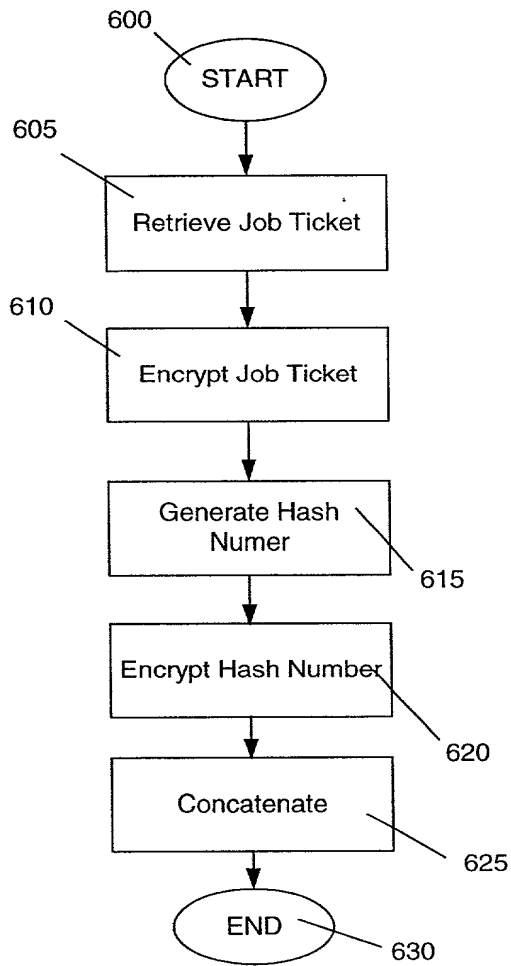 600
START
605
Retrieve Job Ticket
610
Encrypt Job Ticket
Generate Hash
Numer
615
Encrypt Hash Number
620
Concatenate
625
END
630